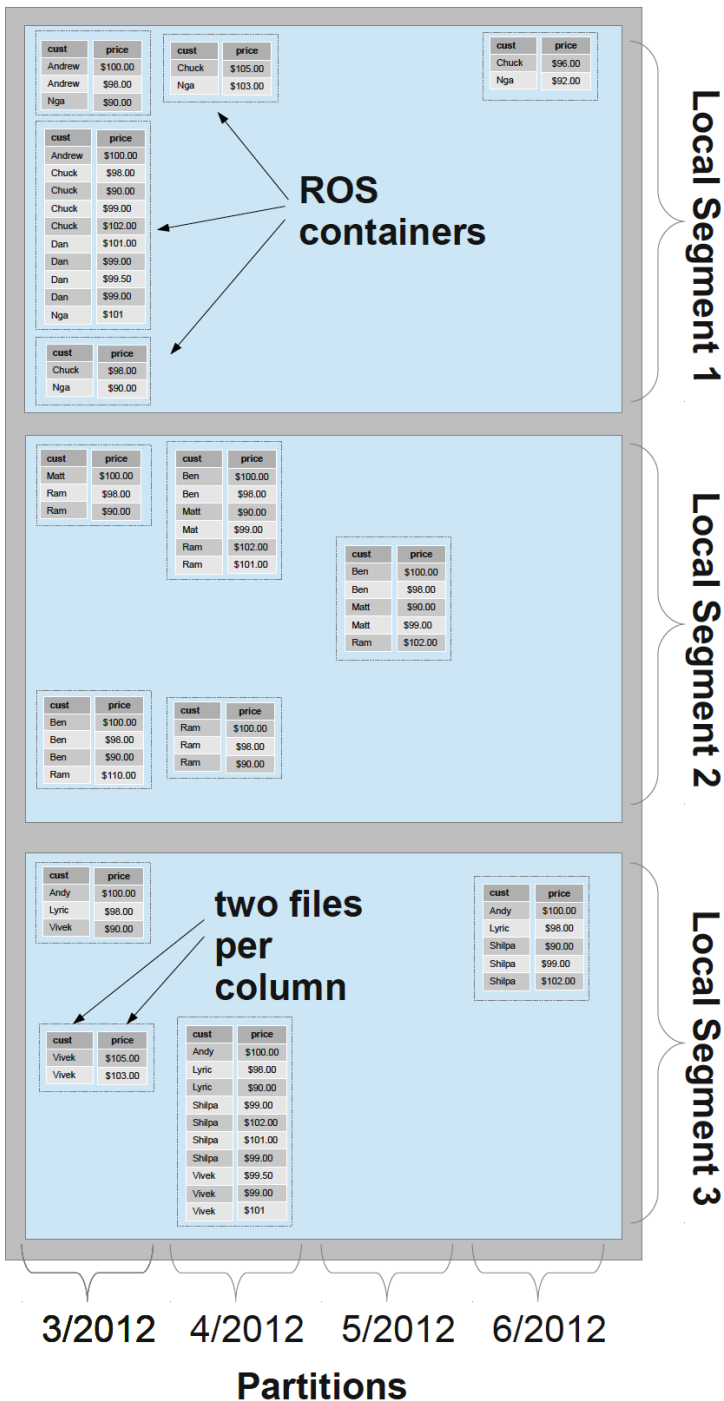 cust price
Andrew $100.00
Andrew $98.00
Nga $90.00
cust price
Chuck $105.00
Nga $103.00
cust price
Chuck $96.00
Nga $92.00
cust price
Andrew $100.00
Chuck $98.00
Chuck $90.00
Chuck $99.00
Chuck $102.00
Dan $101.00
Dan $99.00
Dan $99.50
Dan $99.00
Nga $101
ROS
containers
cust price
Chuck $98.00
Nga $90.00
Local Segment 1
cust price
Matt $100.00
Ram $98.00
Ram $90.00
cust price
Ben $100.00
Ben $98.00
Matt $90.00
Mat $99.00
Ram $102.00
Ram $101.00
cust price
Ben $100.00
Ben $98.00
Matt $90.00
Matt $99.00
Ram $102.00
cust price
Ben $100.00
Ben $98.00
Ben $90.00
Ram $110.00
cust price
Ram $100.00
Ram $98.00
Ram $90.00
Local Segment 2
cust price
Andy $100.00
Lyric $98.00
Vivek $90.00
two files
per
column
cust price
Andy $100.00
Lyric $98.00
Shilpa $90.00
Shilpa $99.00
Shilpa $102.00
cust price
Vivek $105.00
Vivek $103.00
cust price
Andy $100.00
Lyric $98.00
Lyric $90.00
Shilpa $99.00
Shilpa $102.00
Shilpa $101.00
Shilpa $99.00
Vivek $99.50
Vivek $99.00
Vivek $101
Local Segment 3
3/2012 4/2012 5/2012 6/2012
Partitions